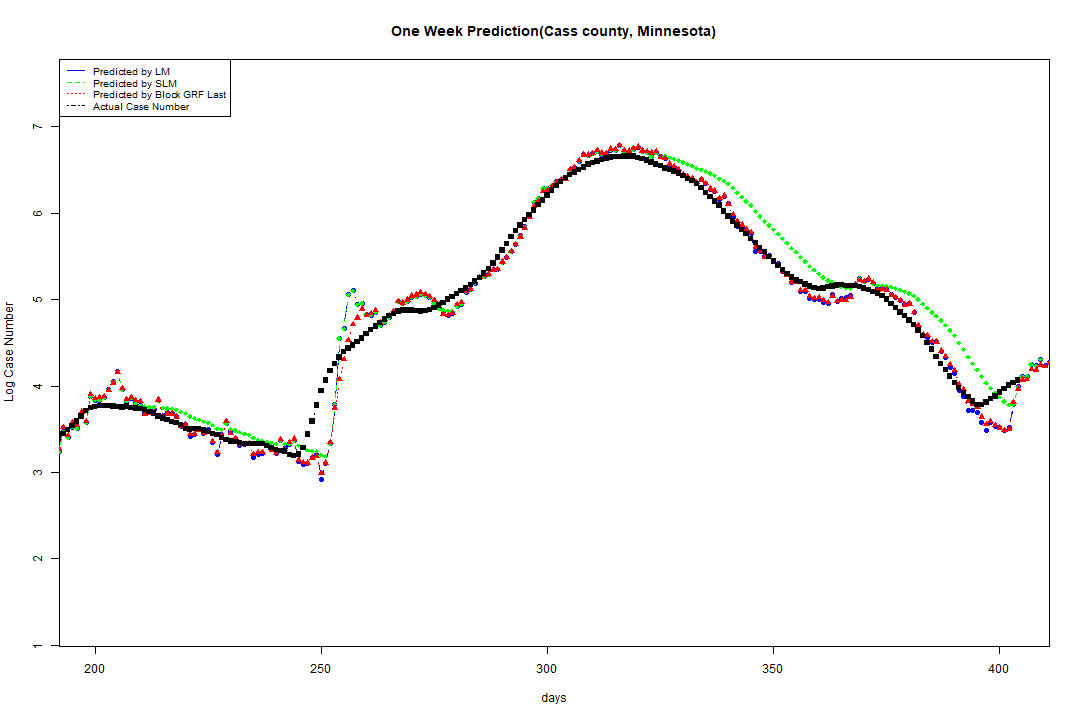 One Week Prediction(Cass county, Minnesota)
Predicted by LM
Predicted by SLM
Predicted by Block GRF Last
Actual Case Number
7
6
5
4
3
2
1
Log Case Number
200 250 300 350 400
days